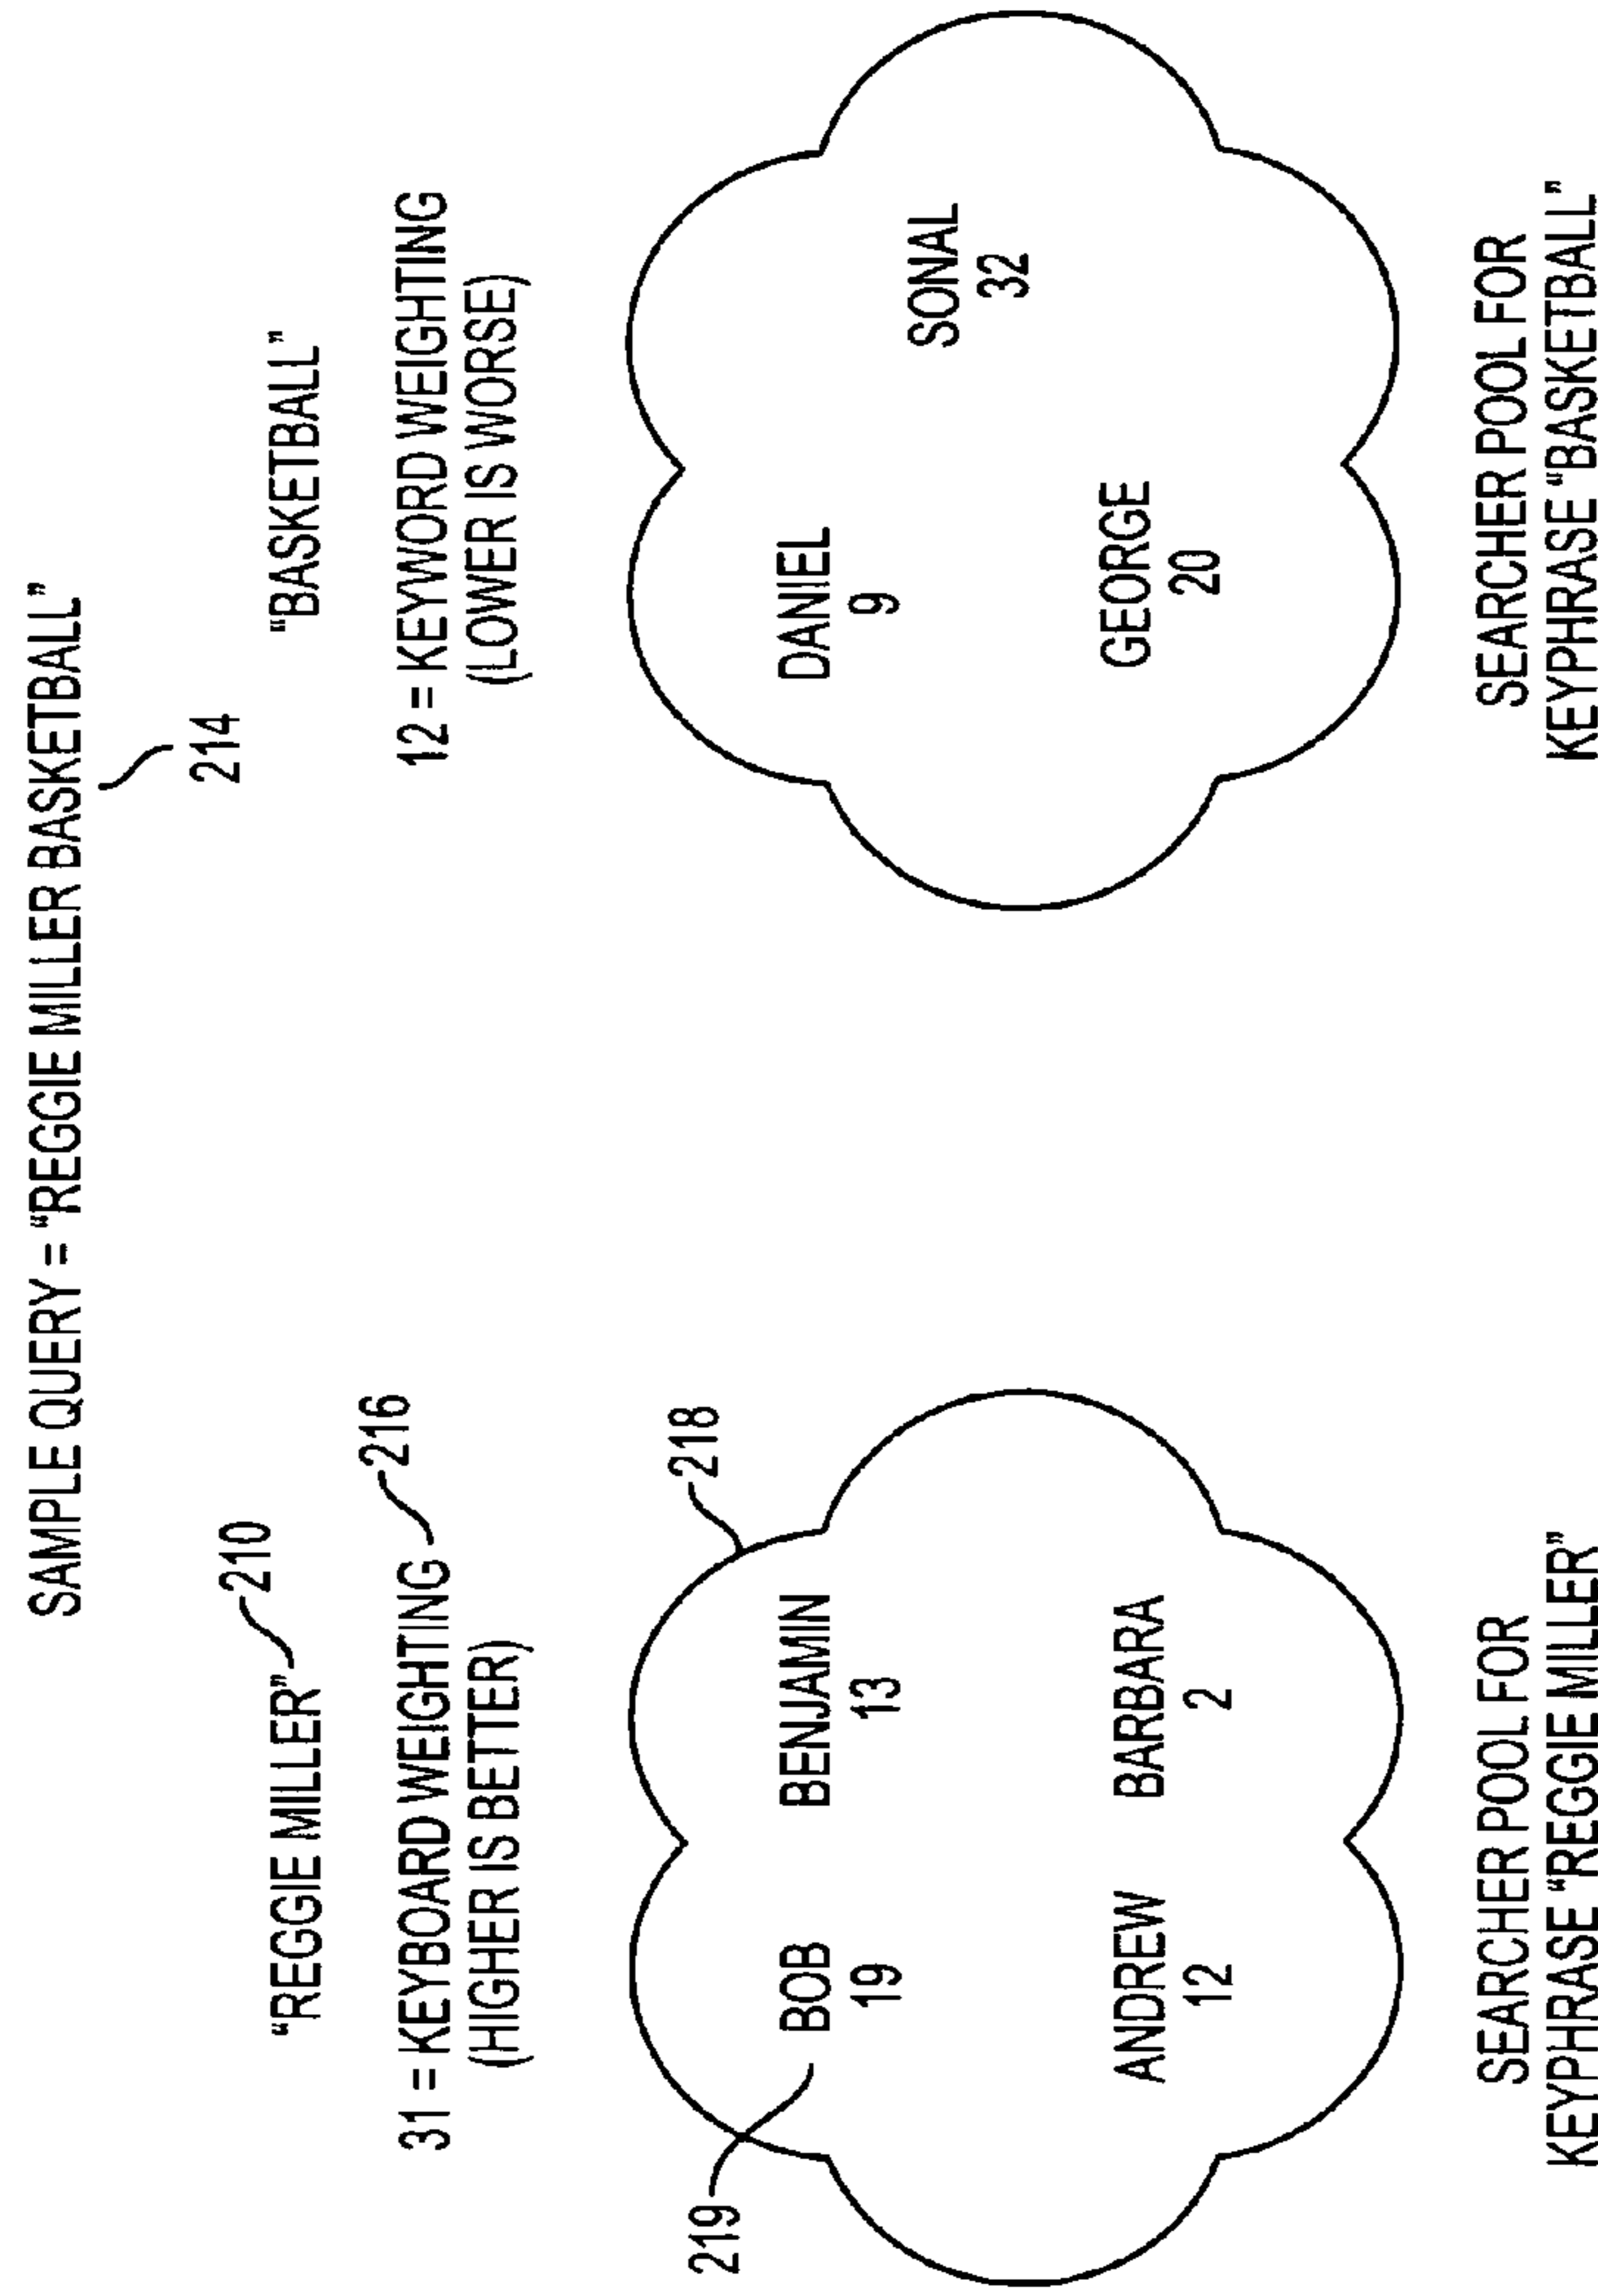 SAMPLE QUERY = “REGGIE MILLER BASKETBALL”
214
“REGGIE MILLER”
210
31 = KEYBOARD WEIGHTING
216
(HIGHER IS BETTER)
218
219
BOB
19
BENJAMIN
13
ANDREW
12
BARBARA
2
SEARCHER POOL FOR
KEYPHRASE “REGGIE MILLER”
“BASKETBALL”
12 = KEYWORD WEIGHTING
(LOWER IS WORSE)
DANIEL
9
SONAL
32
GEORGE
20
SEARCHER POOL FOR
KEYPHRASE “BASKETBALL”